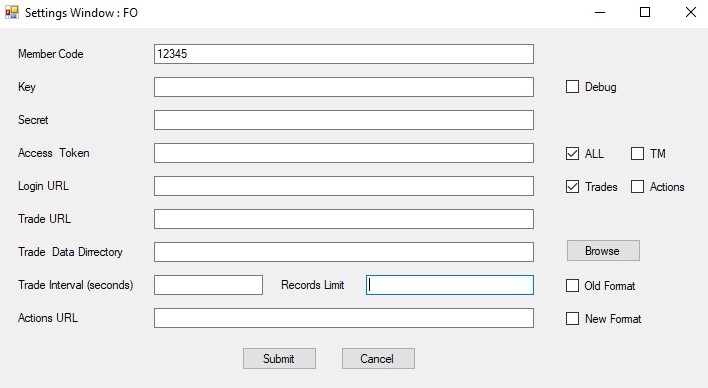 Settings Window : FO
Member Code 12345
Key Debug
Secret
Access Token ALL TM
Login URL Trades Actions
Trade URL
Trade Data Dirrectory Browse
Trade Interval (seconds) Records Limit Old Format
Actions URL New Format
Submit Cancel